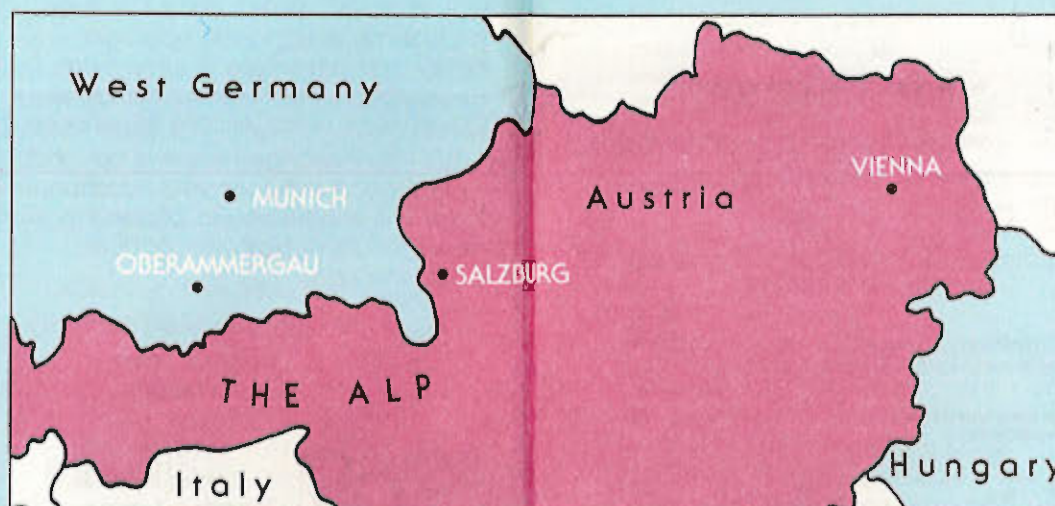 West Germany
MUNICH
OBERAMMERGAU
SALZBURG
Austria
VIENNA
THE ALP
Italy
Hungary